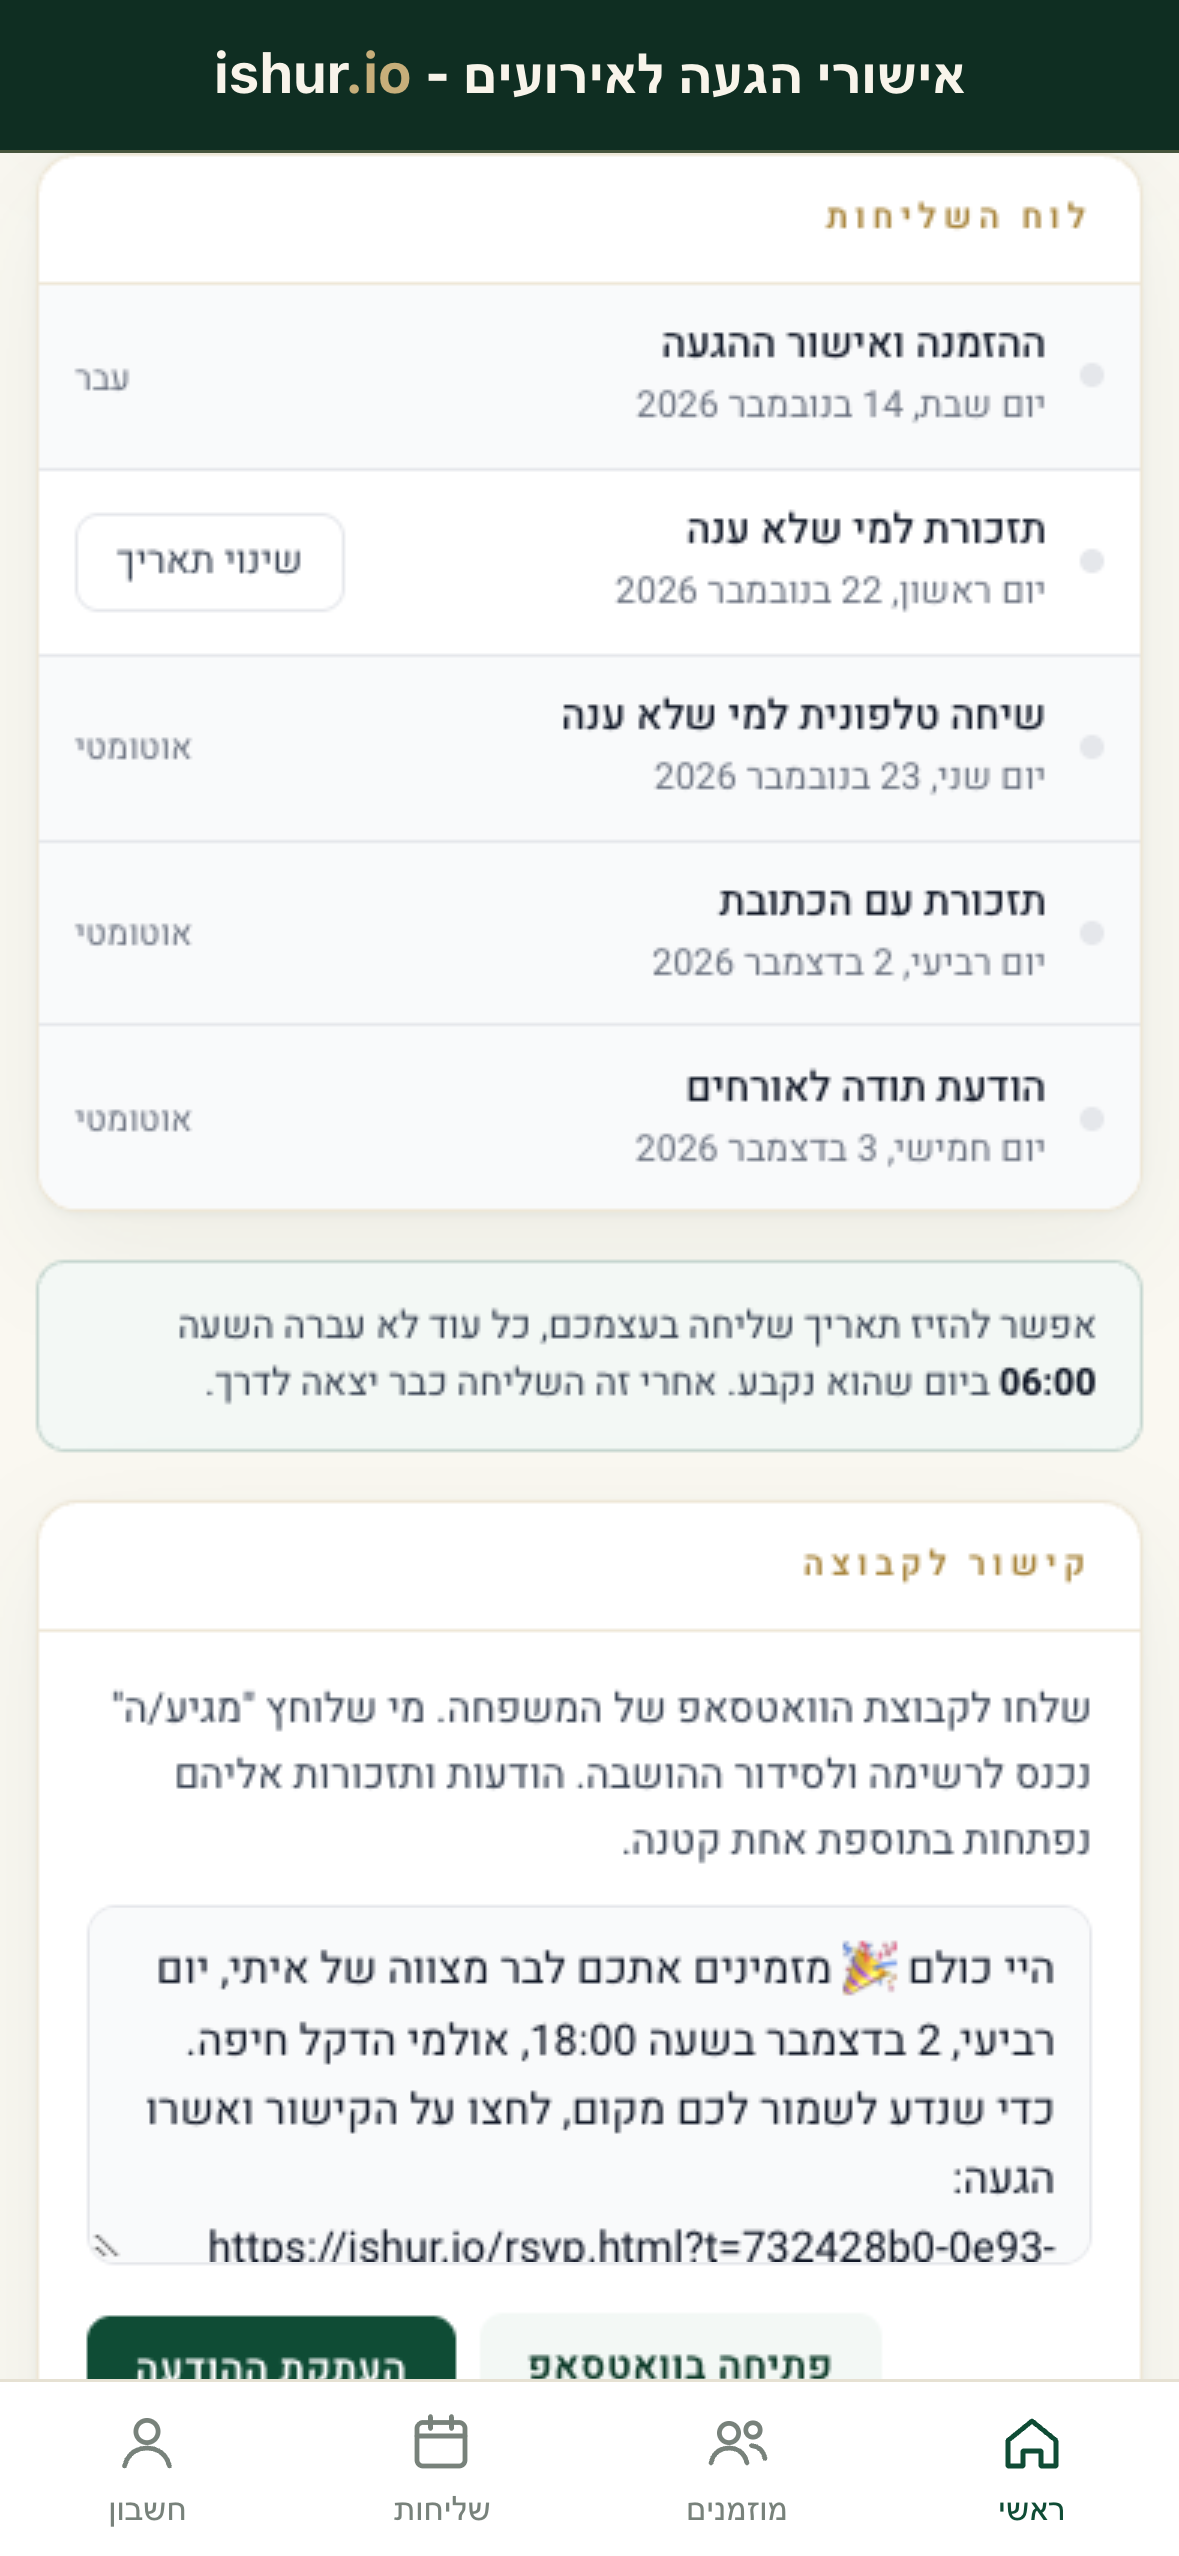 אישורי הגעה לאירועים - ishur.io
לוח השליחות
ההזמנה ואישור ההגעה
יום שבת, 14 בנובמבר 2026
עבר
תזכורת למי שלא ענה
יום ראשון, 22 בנובמבר 2026
שינוי תאריך
שיחה טלפונית למי שלא ענה
יום שני, 23 בנובמבר 2026
אוטומטי
תזכורת עם הכתובת
יום רביעי, 2 בדצמבר 2026
אוטומטי
הודעת תודה לאורחים
יום חמישי, 3 בדצמבר 2026
אוטומטי
אפשר להזיז תאריך שליחה בעצמכם, כל עוד לא עברה השעה
06:00 ביום שהוא נקבע. אחרי זה השליחה כבר יצאה לדרך.
קישור לקבוצה
שלחו לקבוצת הוואטסאפ של המשפחה. מי שלוחץ "מגיע/ה"
נכנס לרשימה ולסידור ההושבה. הודעות ותזכורות אליהם
נפתחות בתוספת אחת קטנה.
היי כולם 🎉 מזמינים אתכם לבר מצווה של איתי, יום
רביעי, 2 בדצמבר בשעה 18:00, אולמי הדקל חיפה.
כדי שנדע לשמור לכם מקום, לחצו על הקישור ואשרו
הגעה:
https://ishur.io/rsvp.html?t=732428b0-0e93-
פתיחה בוואטסאפ
העתקת ההודעה
ראשי
מוזמנים
שליחות
חשבון